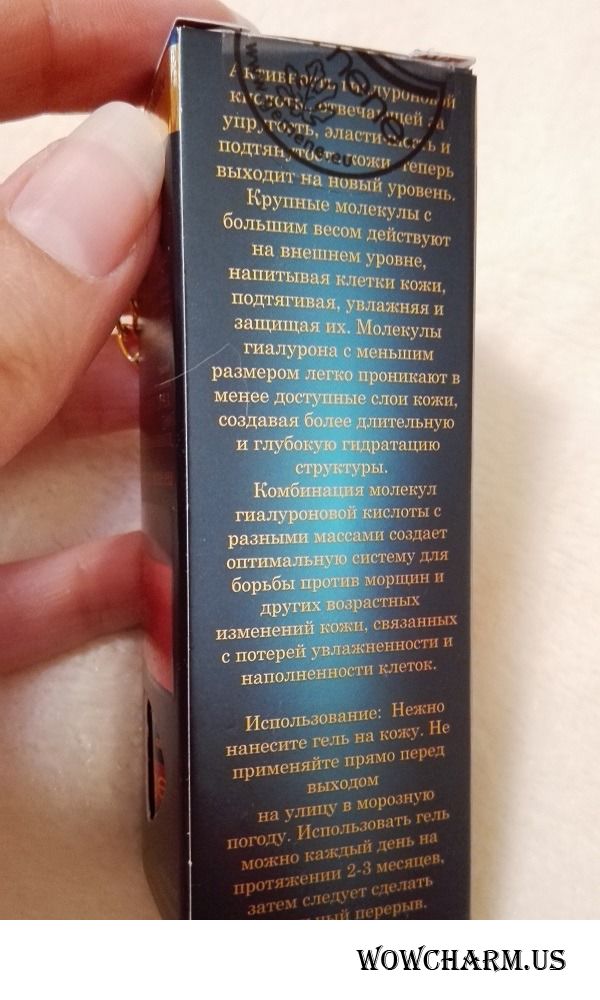 Активность гиалуроновой
кислоты, отвечающей за
упругость, эластичность и
подтянутость кожи, теперь
выходит на новый уровень.
Крупные молекулы с
большим весом действуют
на внешнем уровне,
напитывая клетки кожи,
подтягивая, увлажняя и
защищая их. Молекулы
гиалурона с меньшим
размером легко проникают в
менее доступные слои кожи,
создавая более длительную
и глубокую гидратацию
структуры.
Комбинация молекул
гиалуроновой кислоты с
разными массами создает
оптимальную систему для
борьбы против морщин и
других возрастных
изменений кожи, связанных
с потерей увлажненности и
наполненности клеток.
Использование: Нежно
нанесите гель на кожу. Не
применяйте прямо перед
выходом
на улицу в морозную
погоду. Использовать гель
можно каждый день на
протяжении 2-3 месяцев,
затем следует сделать
перерыв.
WOWCHARM.US